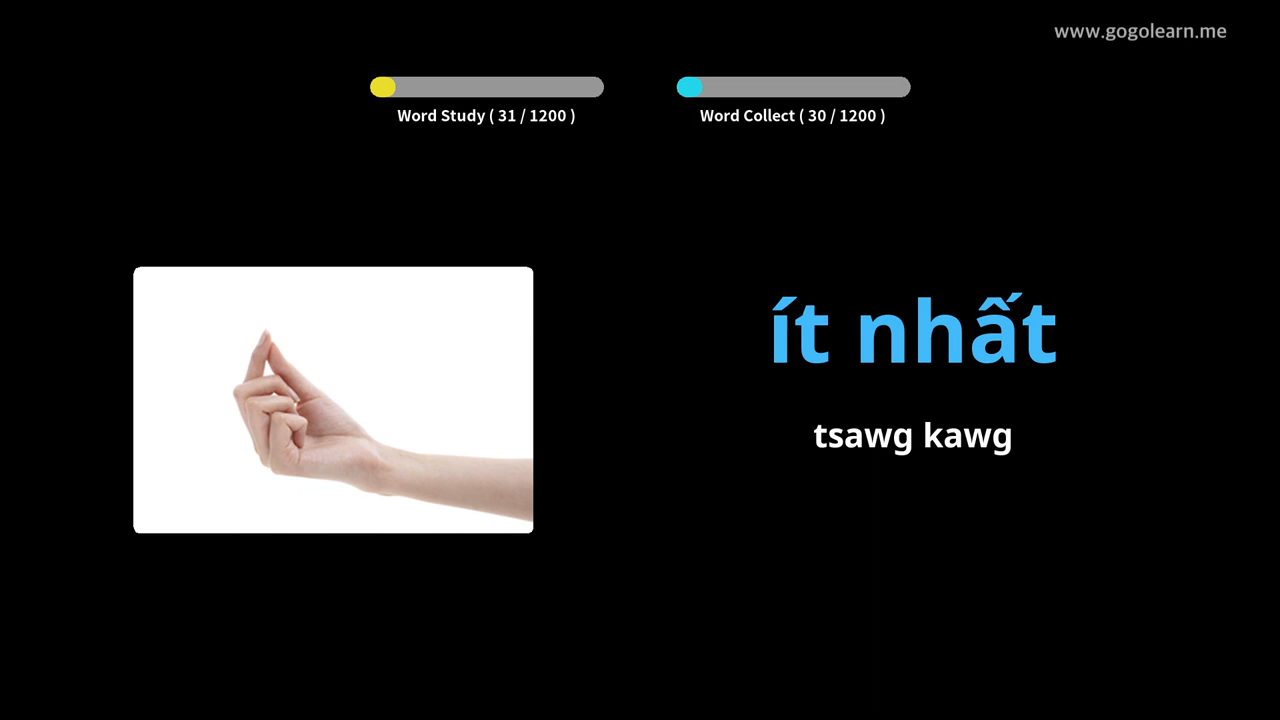 www.gogolearn.me
Word Study ( 31 / 1200 )
Word Collect ( 30 / 1200 )
ít nhất
tsawg kawg